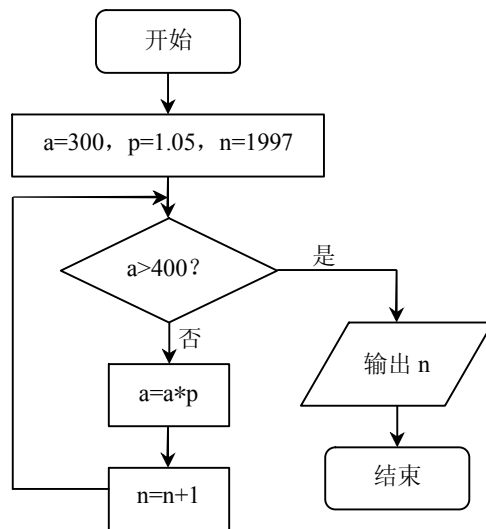 开始
a=300，p=1.05，n=1997
a>400？
是
否
a=a*p
输出 n
n=n+1
结束